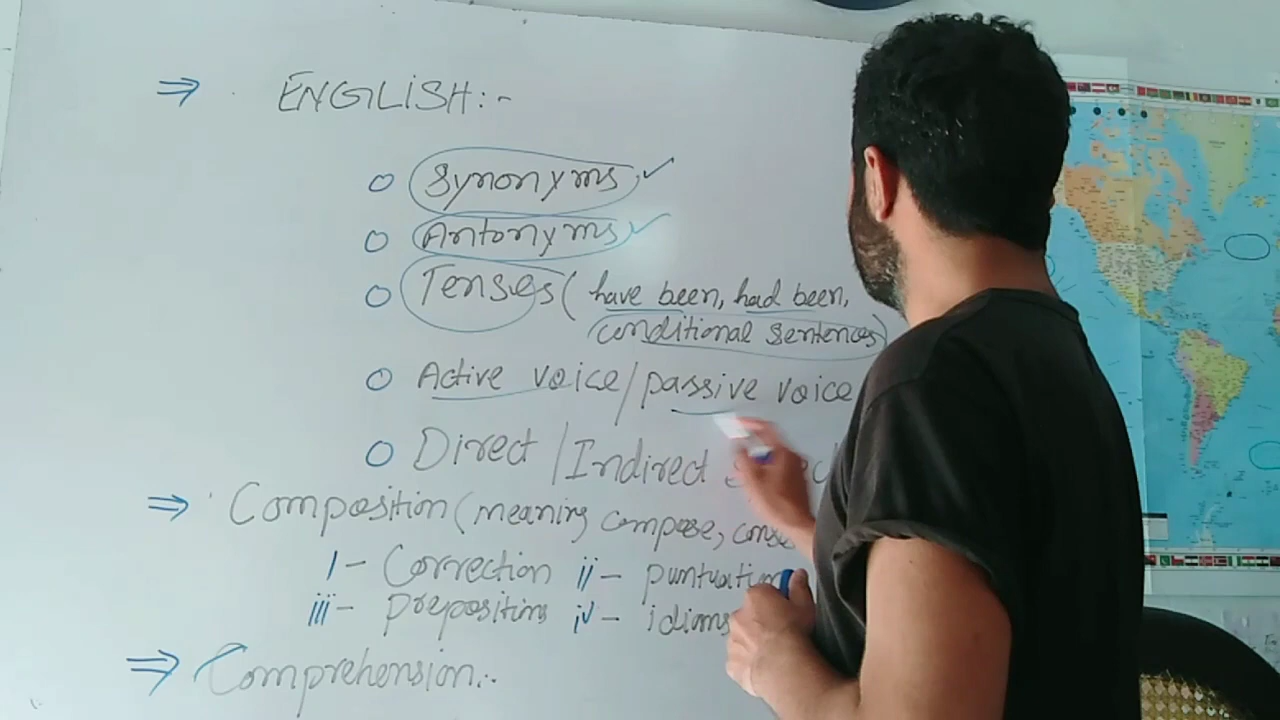 ⇒ ENGLISH:-
o Synonyms ✓
o Antonyms ✓
o Tenses (have been, had been,
conditional sentences)
o Active voice/passive voice
o Direct / Indirect
⇒ Composition (meaning compose,
i- Correction ii- puntuation
iii- prepositions iv- idioms
⇒ Comprehension:-